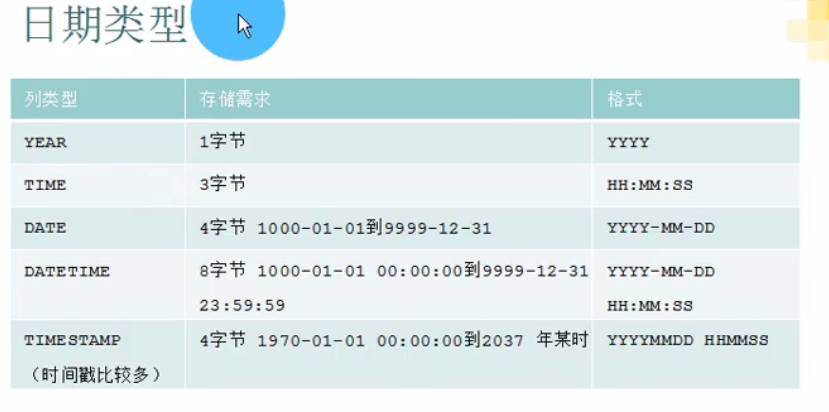 日期类型
列类型 存储需求 格式
YEAR 1字节 YYYY
TIME 3字节 HH:MM:SS
DATE 4字节 1000-01-01到9999-12-31 YYYY-MM-DD
DATETIME 8字节 1000-01-01 00:00:00到9999-12-31 YYYY-MM-DD
23:59:59 HH:MM:SS
TIMESTAMP 4字节 1970-01-01 00:00:00到2037 年某时 YYYYMMDD HHMMSS
（时间戳比较多）